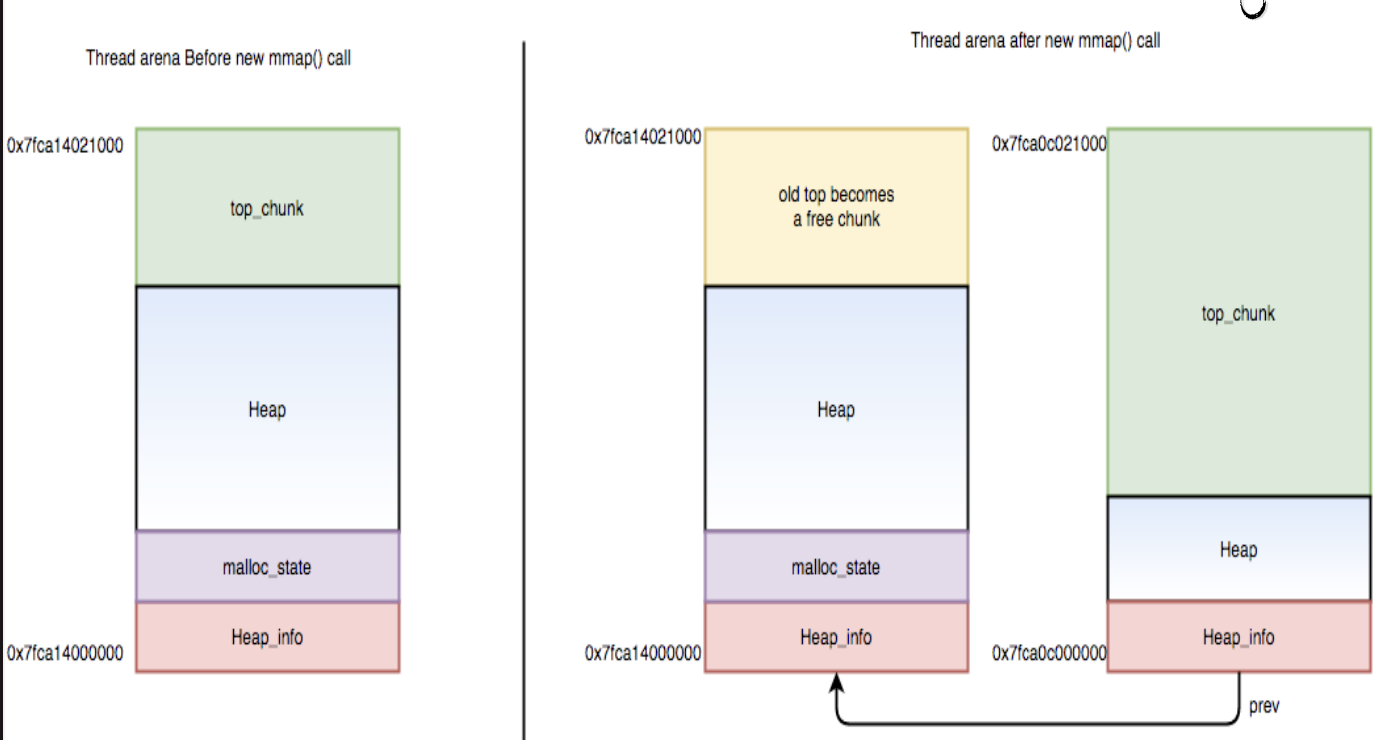 Thread arena Before new mmap() call
0x7fca14021000
top_chunk
Heap
malloc_state
Heap_info
0x7fca14000000
Thread arena after new mmap() call
0x7fca14021000
old top becomes
a free chunk
Heap
malloc_state
Heap_info
0x7fca14000000
0x7fca0c021000
top_chunk
Heap
Heap_info
0x7fca0c000000
prev